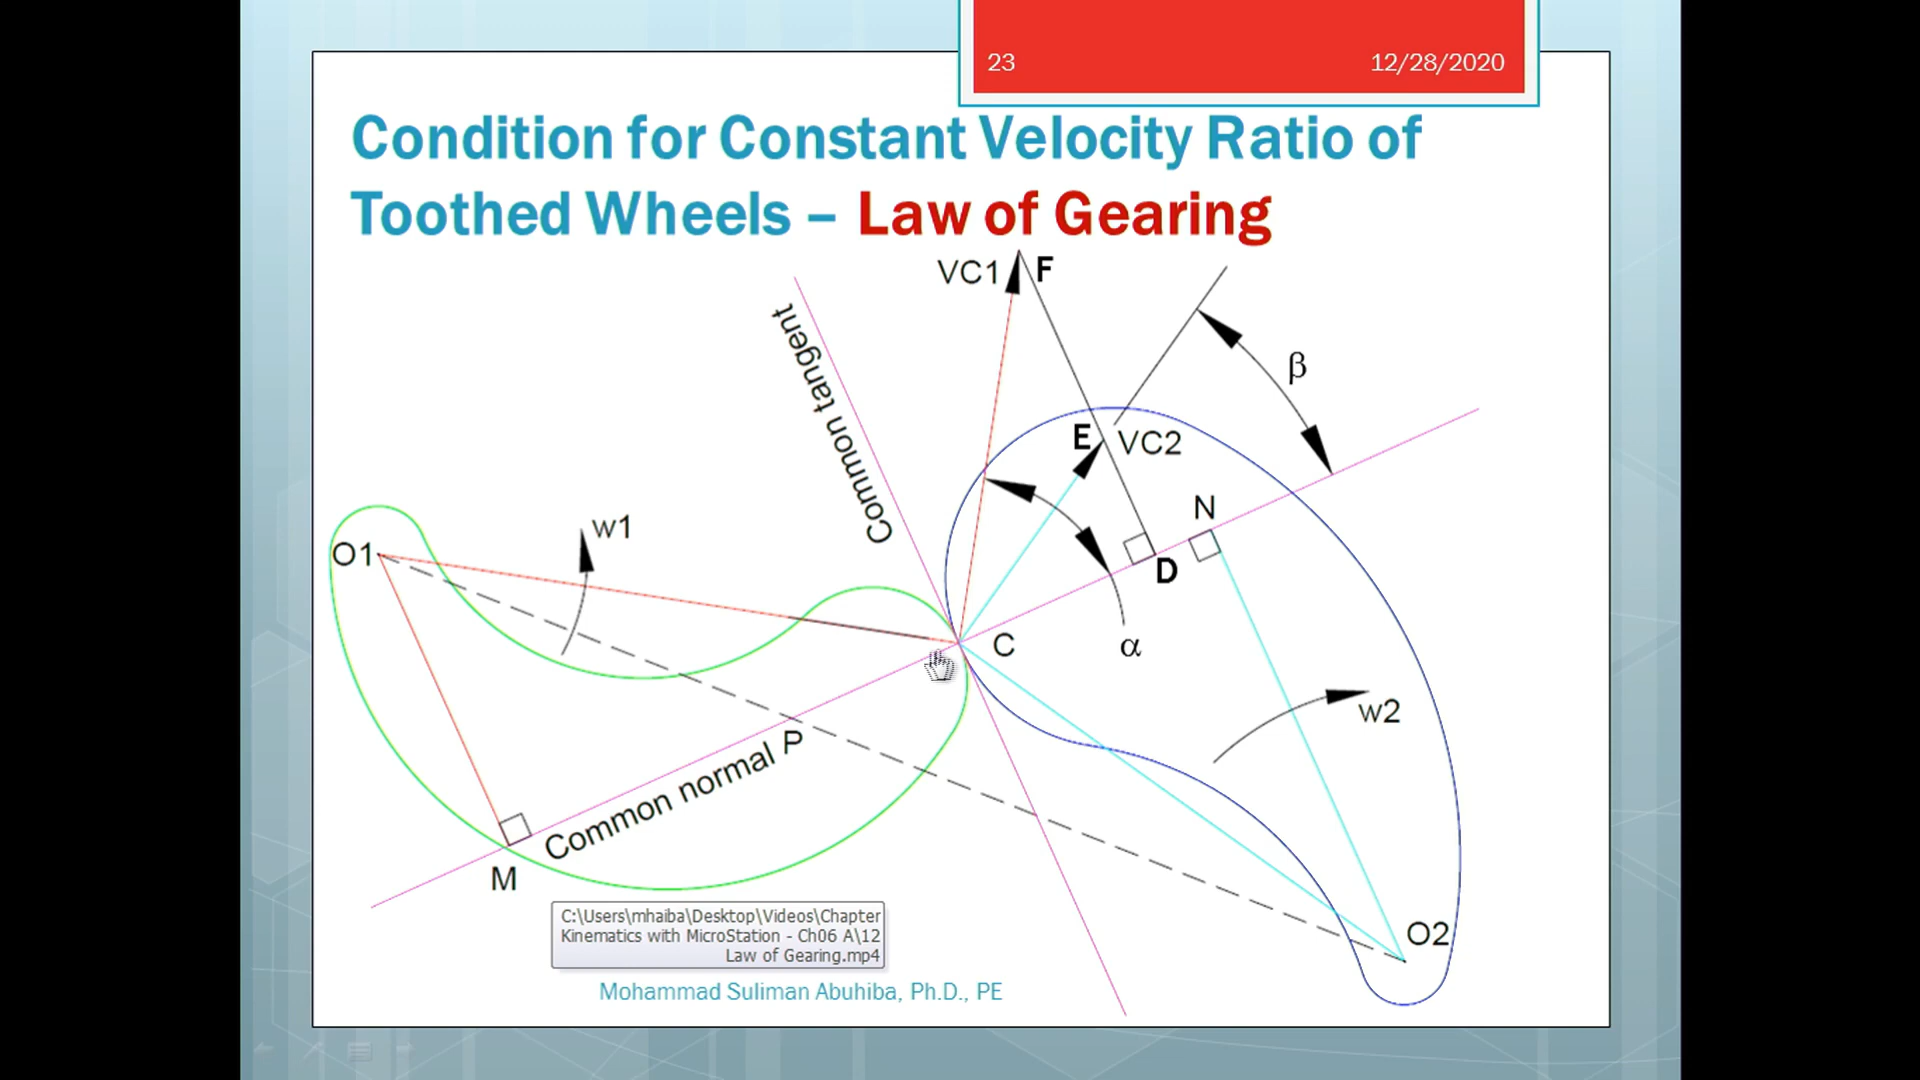 23
12/28/2020
Condition for Constant Velocity Ratio of
Toothed Wheels – Law of Gearing
VC1
F
Common tangent
β
E
VC2
N
w1
O1
D
C
α
w2
P
Common normal
M
O2
C:\Users\mhaiba\Desktop\Videos\Chapter
Kinematics with MicroStation - Ch06 A\12
Law of Gearing.mp4
Mohammad Suliman Abuhiba, Ph.D., PE